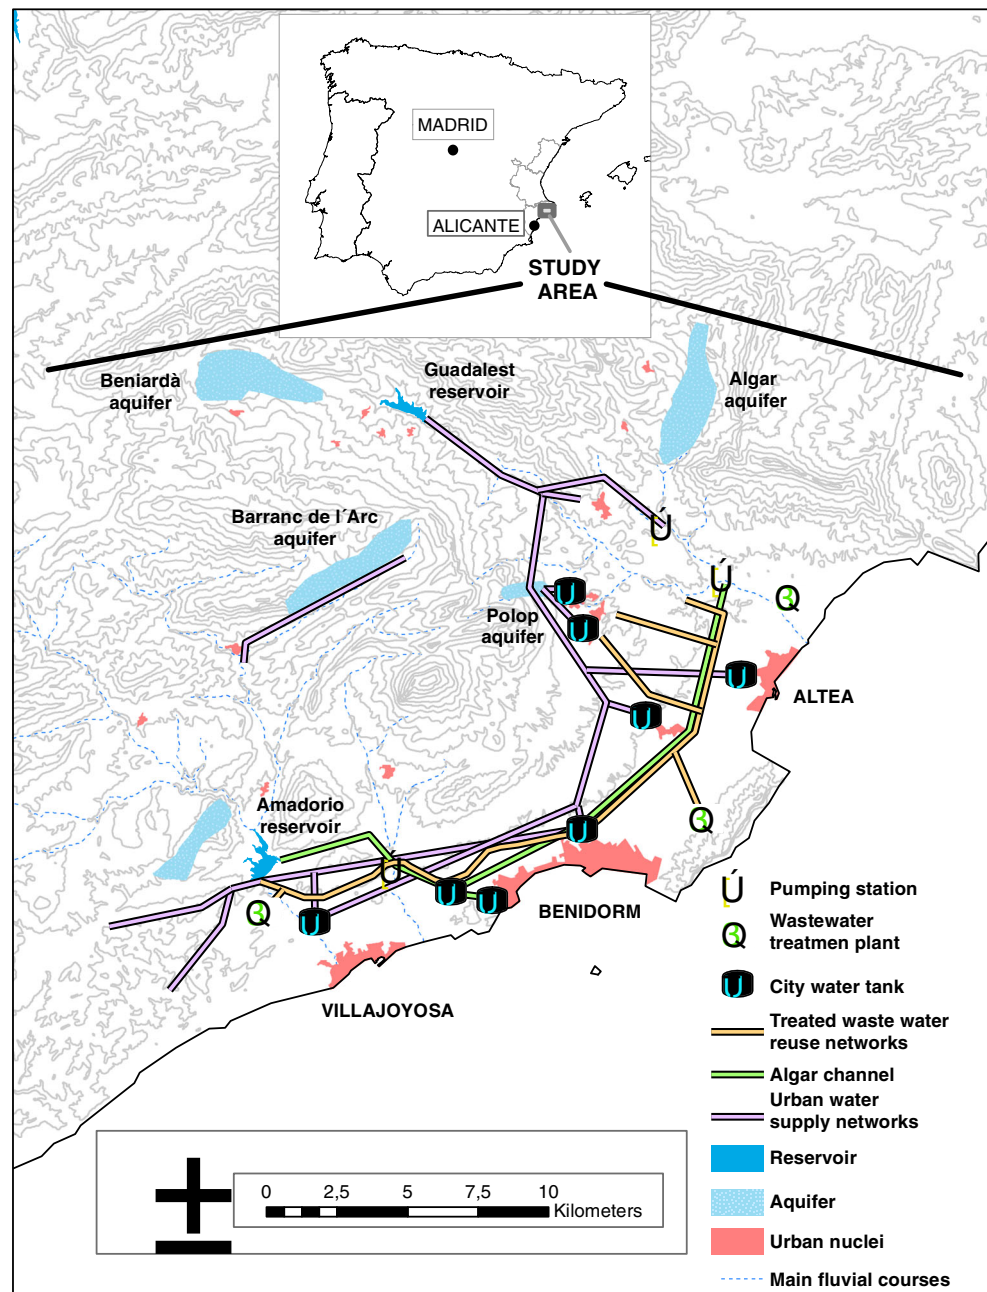 MADRID
ALICANTE
STUDY
AREA
Beniardà
aquifer
Guadalest
reservoir
Algar
aquifer
Barranc de l´Arc
aquifer
Polop
aquifer
ALTEA
Amadorio
reservoir
BENIDORM
VILLAJOYOSA
Pumping station
Wastewater
treatmen plant
City water tank
Treated waste water
reuse networks
Algar channel
Urban water
supply networks
Reservoir
Aquifer
Urban nuclei
Main fluvial courses
0 2,5 5 7,5 10
Kilometers